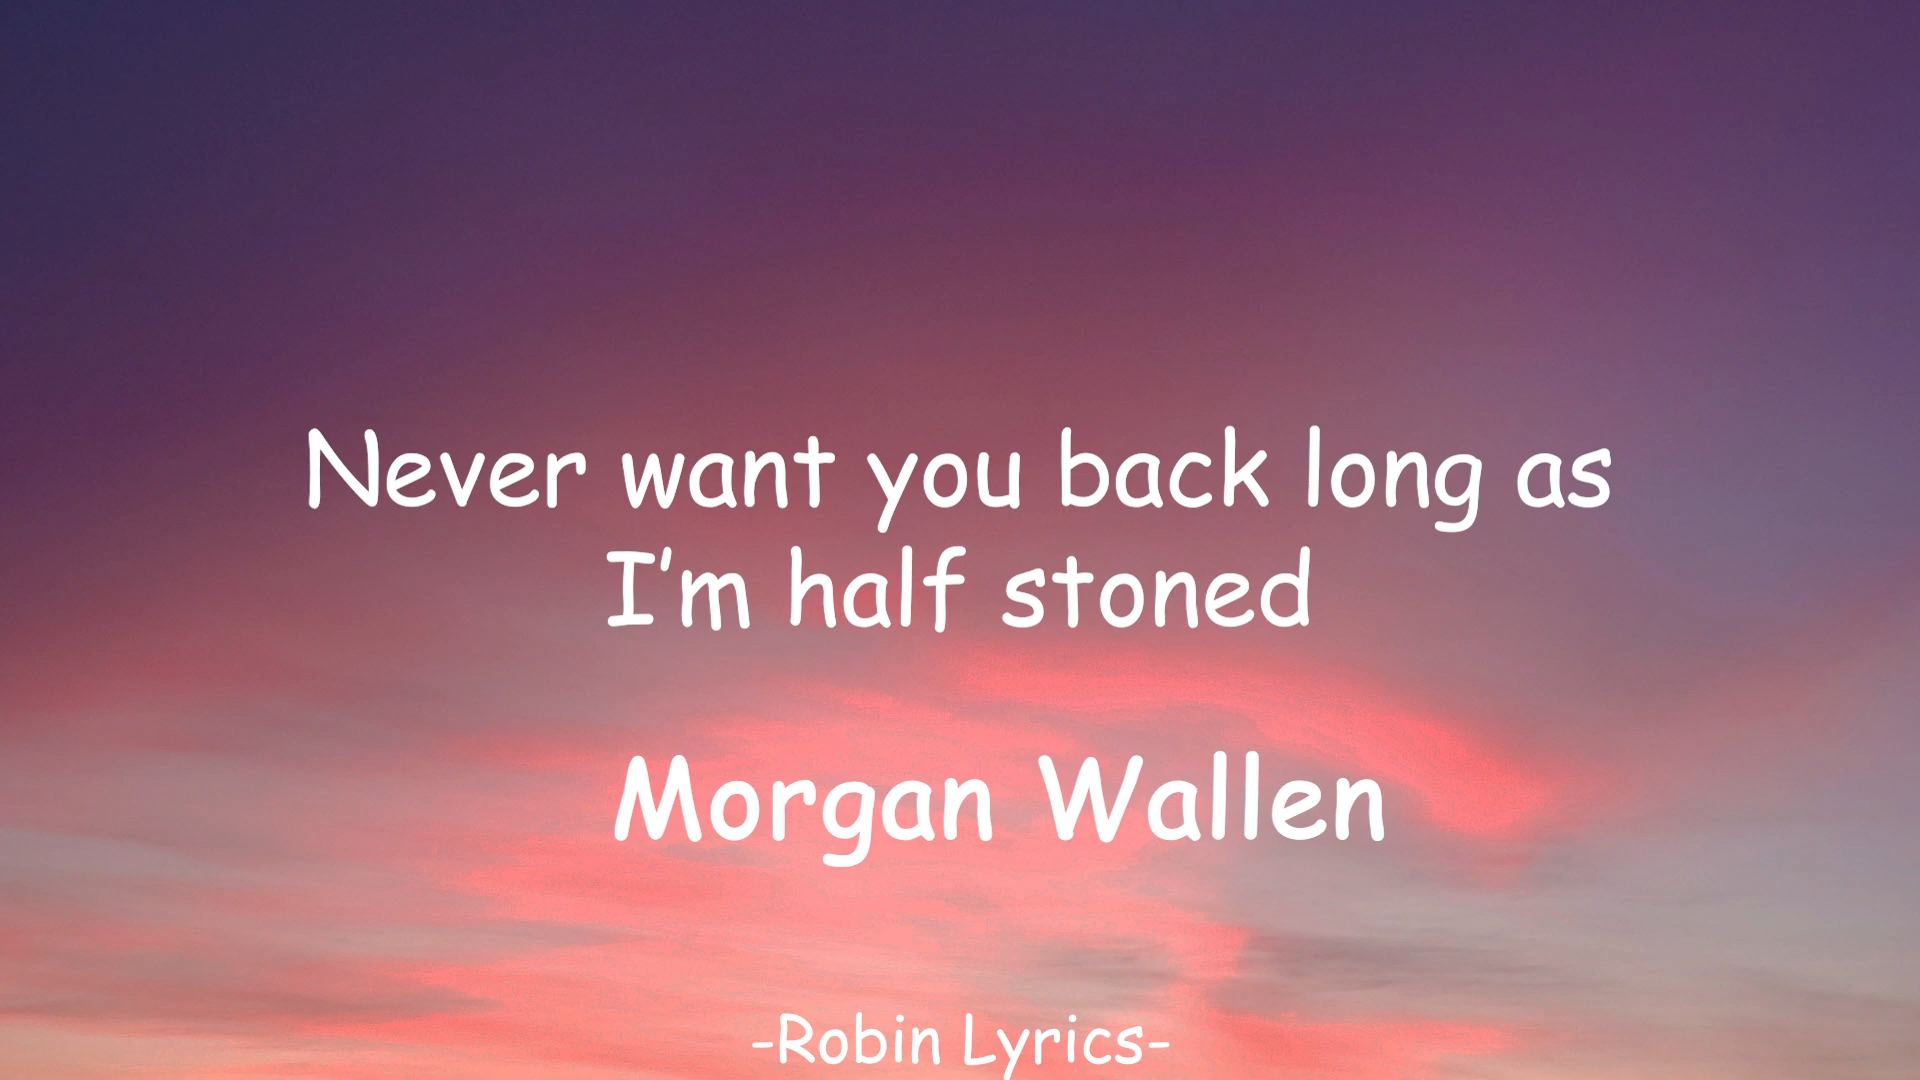 Never want you back long as
I’m half stoned
Morgan Wallen
-Robin Lyrics-